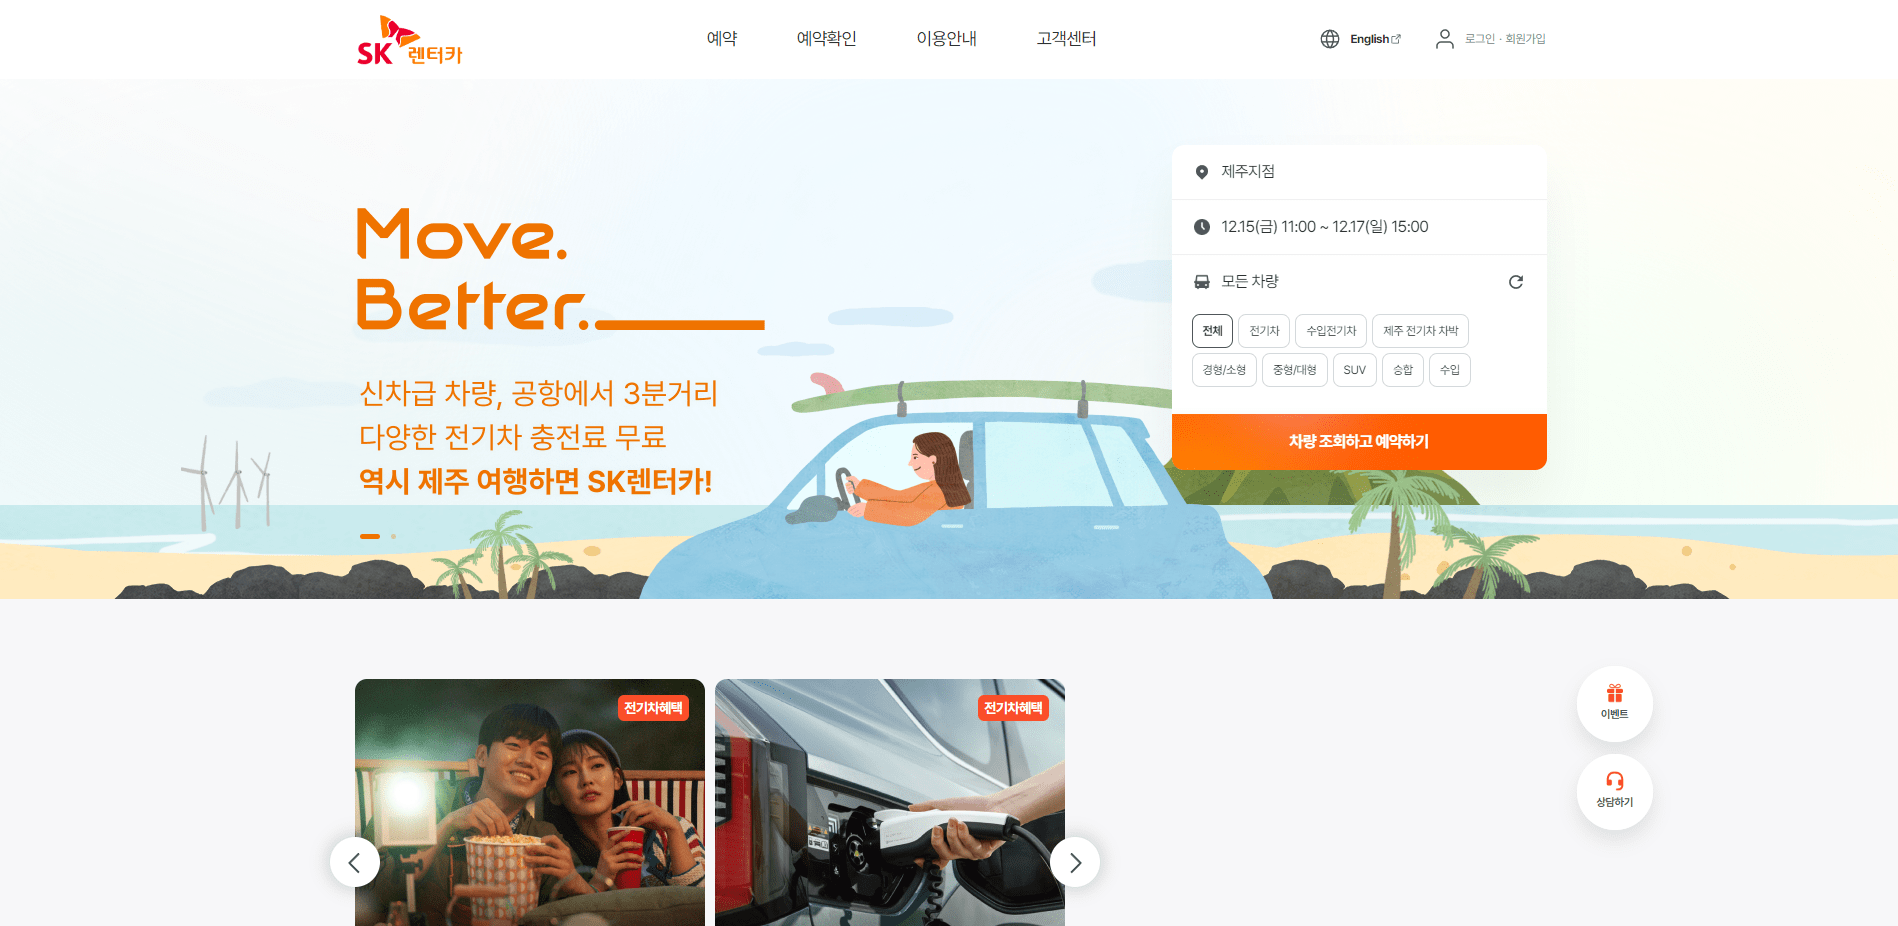 SK 렌터카
예약
예약확인
이용안내
고객센터
English
로그인 · 회원가입
Move.
Better.
신차급 차량, 공항에서 3분거리
다양한 전기차 충전료 무료
역시 제주 여행하면 SK렌터카!
제주지점
12.15(금) 11:00 ~ 12.17(일) 15:00
모든 차량
전체 전기차 수입전기차 제주 전기차 차박
경형/소형 중형/대형 SUV 승합 수입
차량 조회하고 예약하기
전기차혜택
전기차혜택
이벤트
상담하기